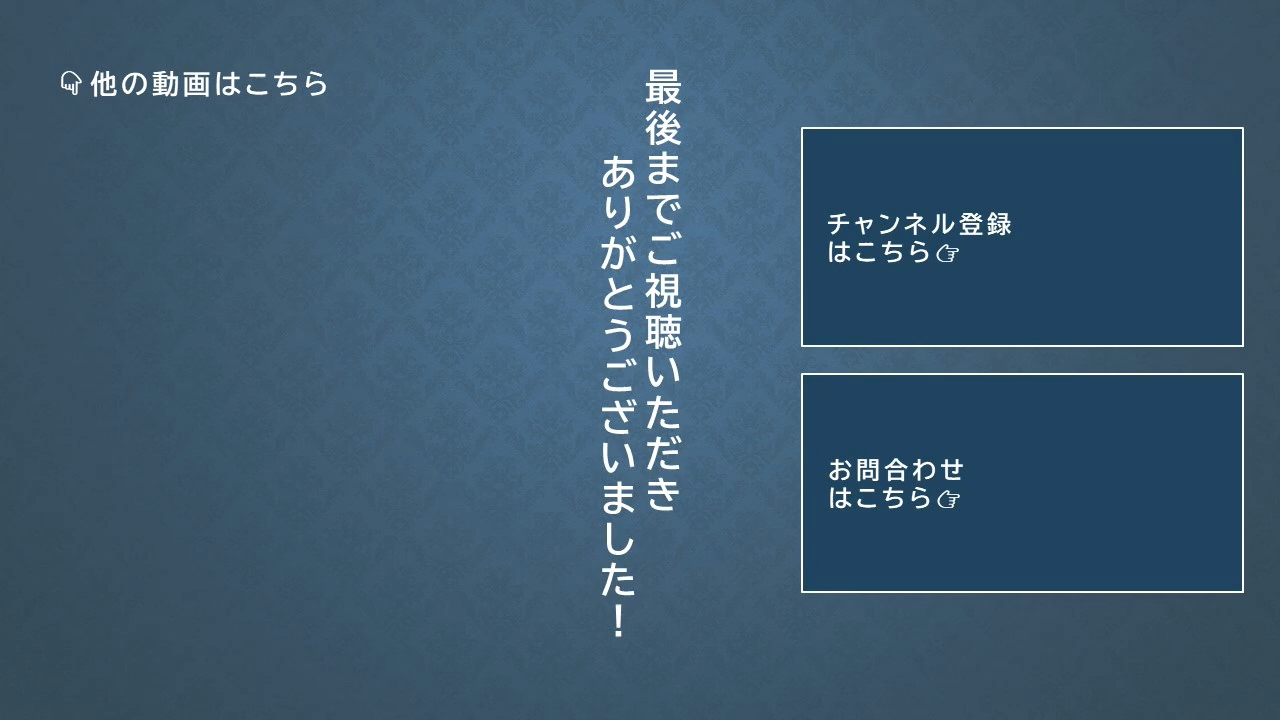 👇他の動画はこちら
最後までご視聴いただき
ありがとうございました！
チャンネル登録
はこちら👉
お問合わせ
はこちら👉